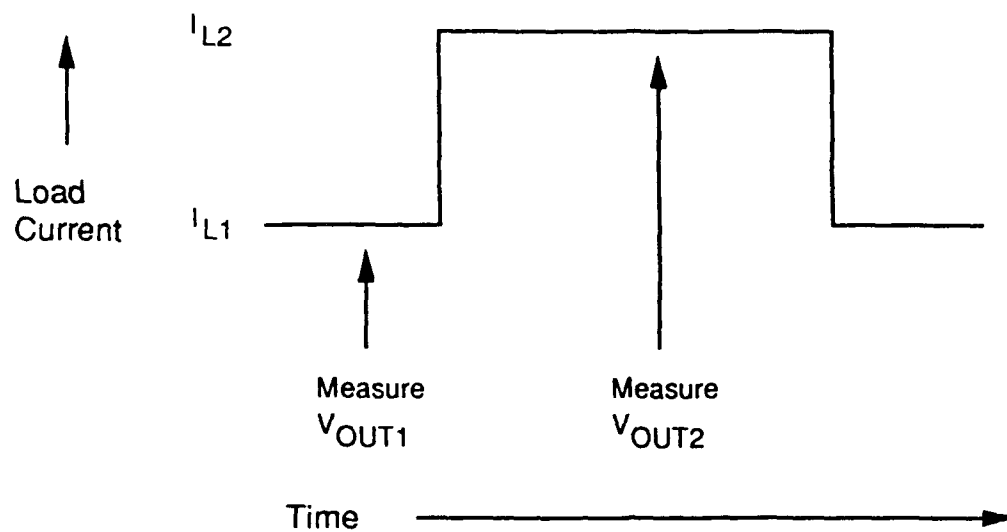 IL2
Load
Current
IL1
Measure
VOUT1
Measure
VOUT2
Time